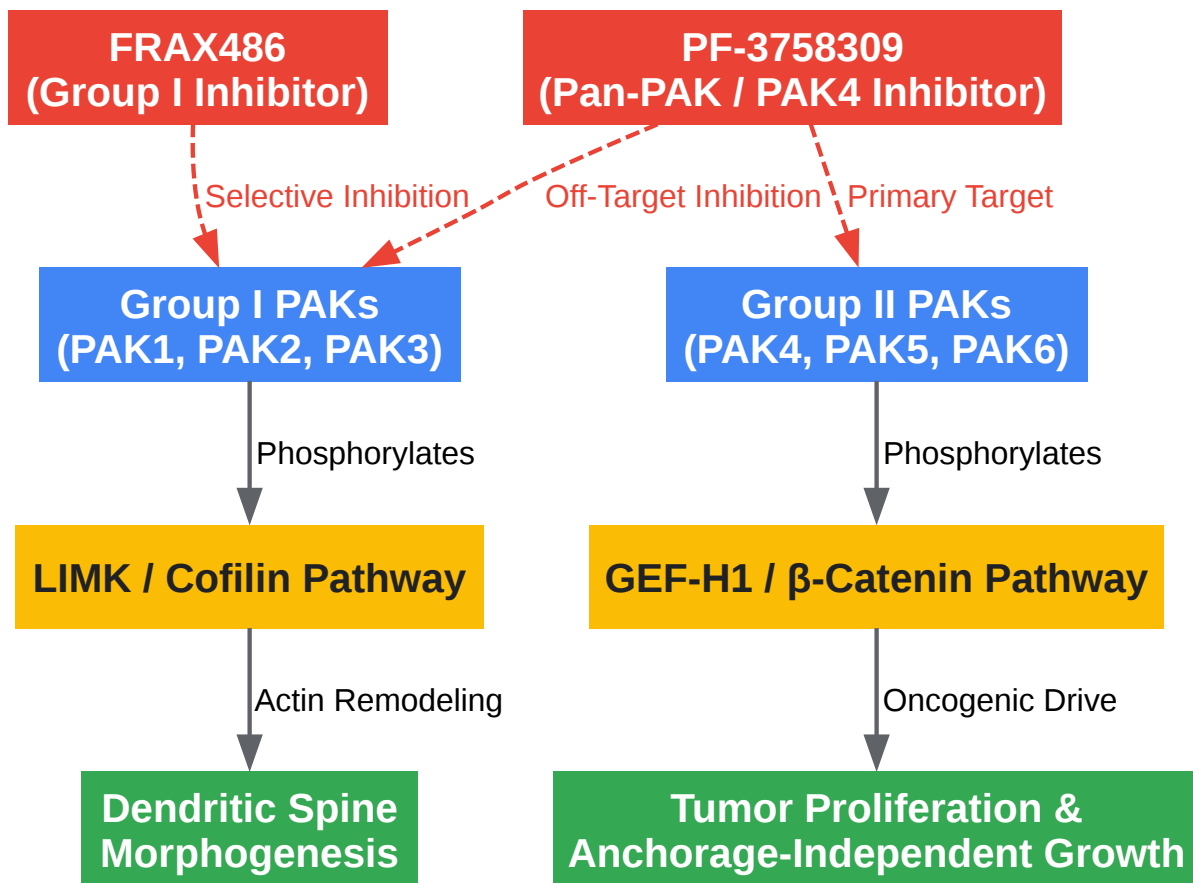 FRAX486
(Group I Inhibitor)
PF-3758309
(Pan-PAK / PAK4 Inhibitor)
Selective Inhibition
Off-Target Inhibition
Primary Target
Group I PAKs
(PAK1, PAK2, PAK3)
Group II PAKs
(PAK4, PAK5, PAK6)
Phosphorylates
Phosphorylates
LIMK / Cofilin Pathway
GEF-H1 / β-Catenin Pathway
Actin Remodeling
Oncogenic Drive
Dendritic Spine
Morphogenesis
Tumor Proliferation &
Anchorage-Independent Growth